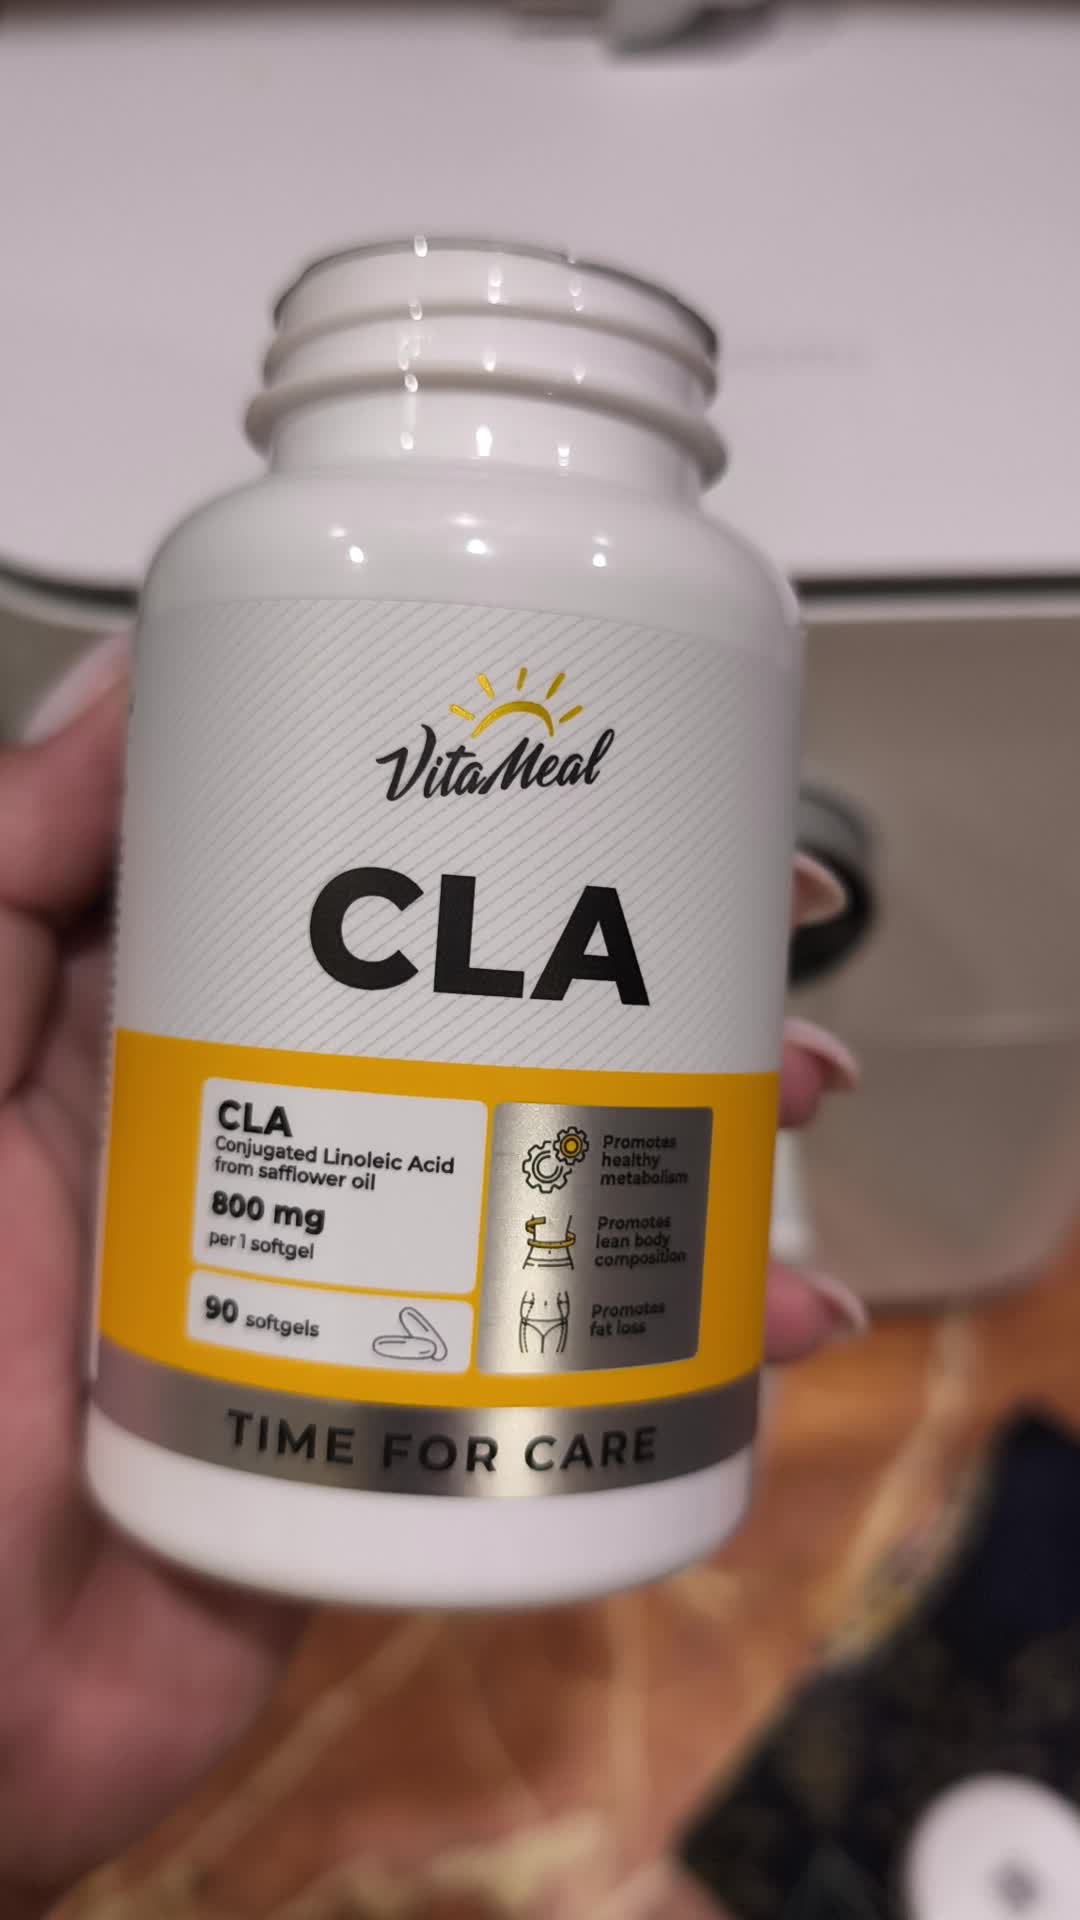 VitaMeal
CLA
CLA
Conjugated Linoleic Acid
from safflower oil
800 mg
per 1 softgel
90 softgels
Promotes
healthy
metabolism
Promotes
lean body
composition
Promotes
fat loss
TIME FOR CARE